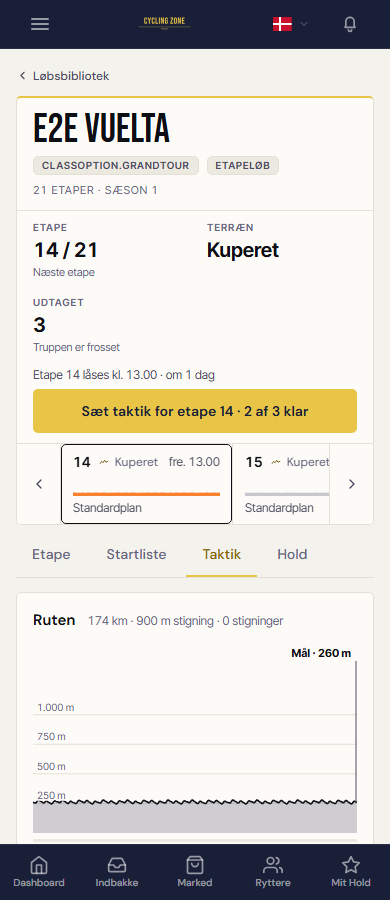 CYCLING ZONE
Løbsbibliotek
E2E VUELTA
CLASSOPTION.GRANDTOUR ETAPELØB
21 ETAPER · SÆSON 1
ETAPE TERRÆN
14 / 21 Kuperet
Næste etape
UDTAGET
3
Truppen er frosset
Etape 14 låses kl. 13.00 · om 1 dag
Sæt taktik for etape 14 · 2 af 3 klar
14 Kuperet fre. 13.00 15 Kuperet
Standardplan Standardplan
Etape Startliste Taktik Hold
Ruten 174 km · 900 m stigning · 0 stigninger
Mål · 260 m
1.000 m
750 m
500 m
250 m
Dashboard Indbakke Marked Ryttere Mit Hold